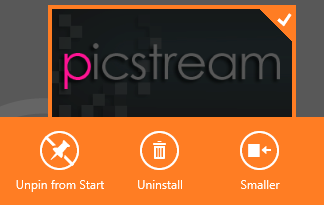 picstream
Unpin from Start
Uninstall
Smaller